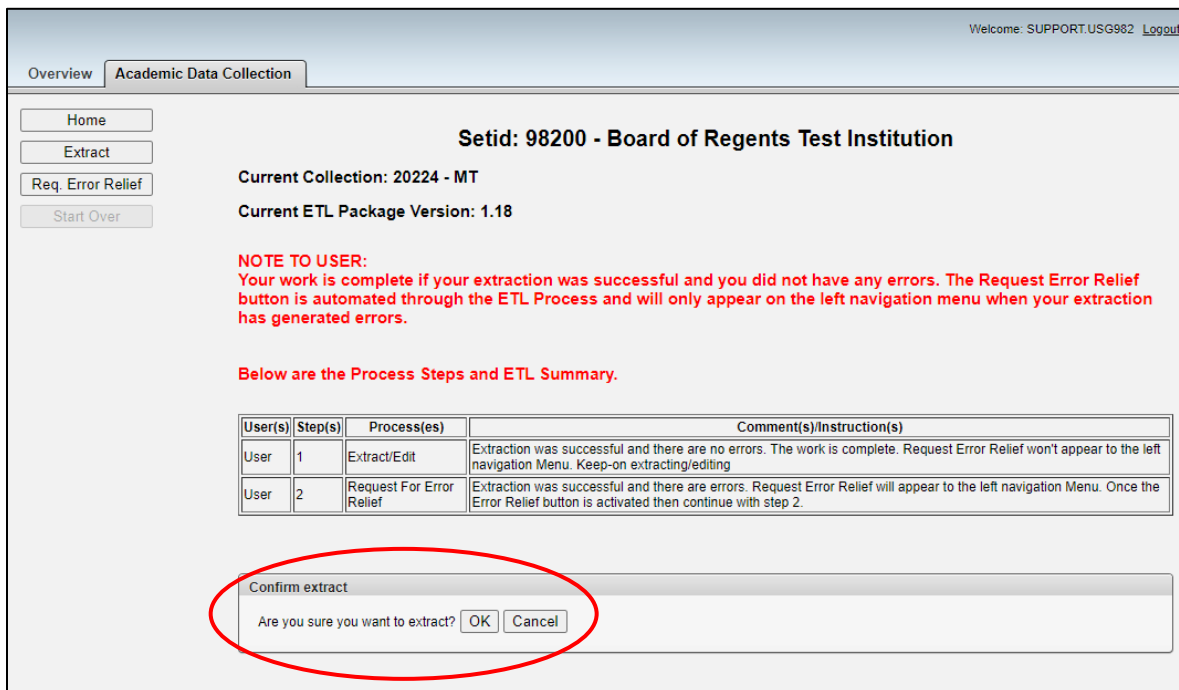 Welcome: SUPPORT.USG982 Logout
Overview
Academic Data Collection
Home
Extract
Req. Error Relief
Start Over
Setid: 98200 - Board of Regents Test Institution
Current Collection: 20224 - MT
Current ETL Package Version: 1.18
NOTE TO USER:
Your work is complete if your extraction was successful and you did not have any errors. The Request Error Relief
button is automated through the ETL Process and will only appear on the left navigation menu when your extraction
has generated errors.
Below are the Process Steps and ETL Summary.
User(s) Step(s) Process(es) Comment(s)/Instruction(s)
User 1 Extract/Edit Extraction was successful and there are no errors. The work is complete. Request Error Relief won't appear to the left
navigation Menu. Keep-on extracting/editing
User 2 Request For Error Relief Extraction was successful and there are errors. Request Error Relief will appear to the left navigation Menu. Once the
Error Relief button is activated then continue with step 2.
Confirm extract
Are you sure you want to extract? OK Cancel